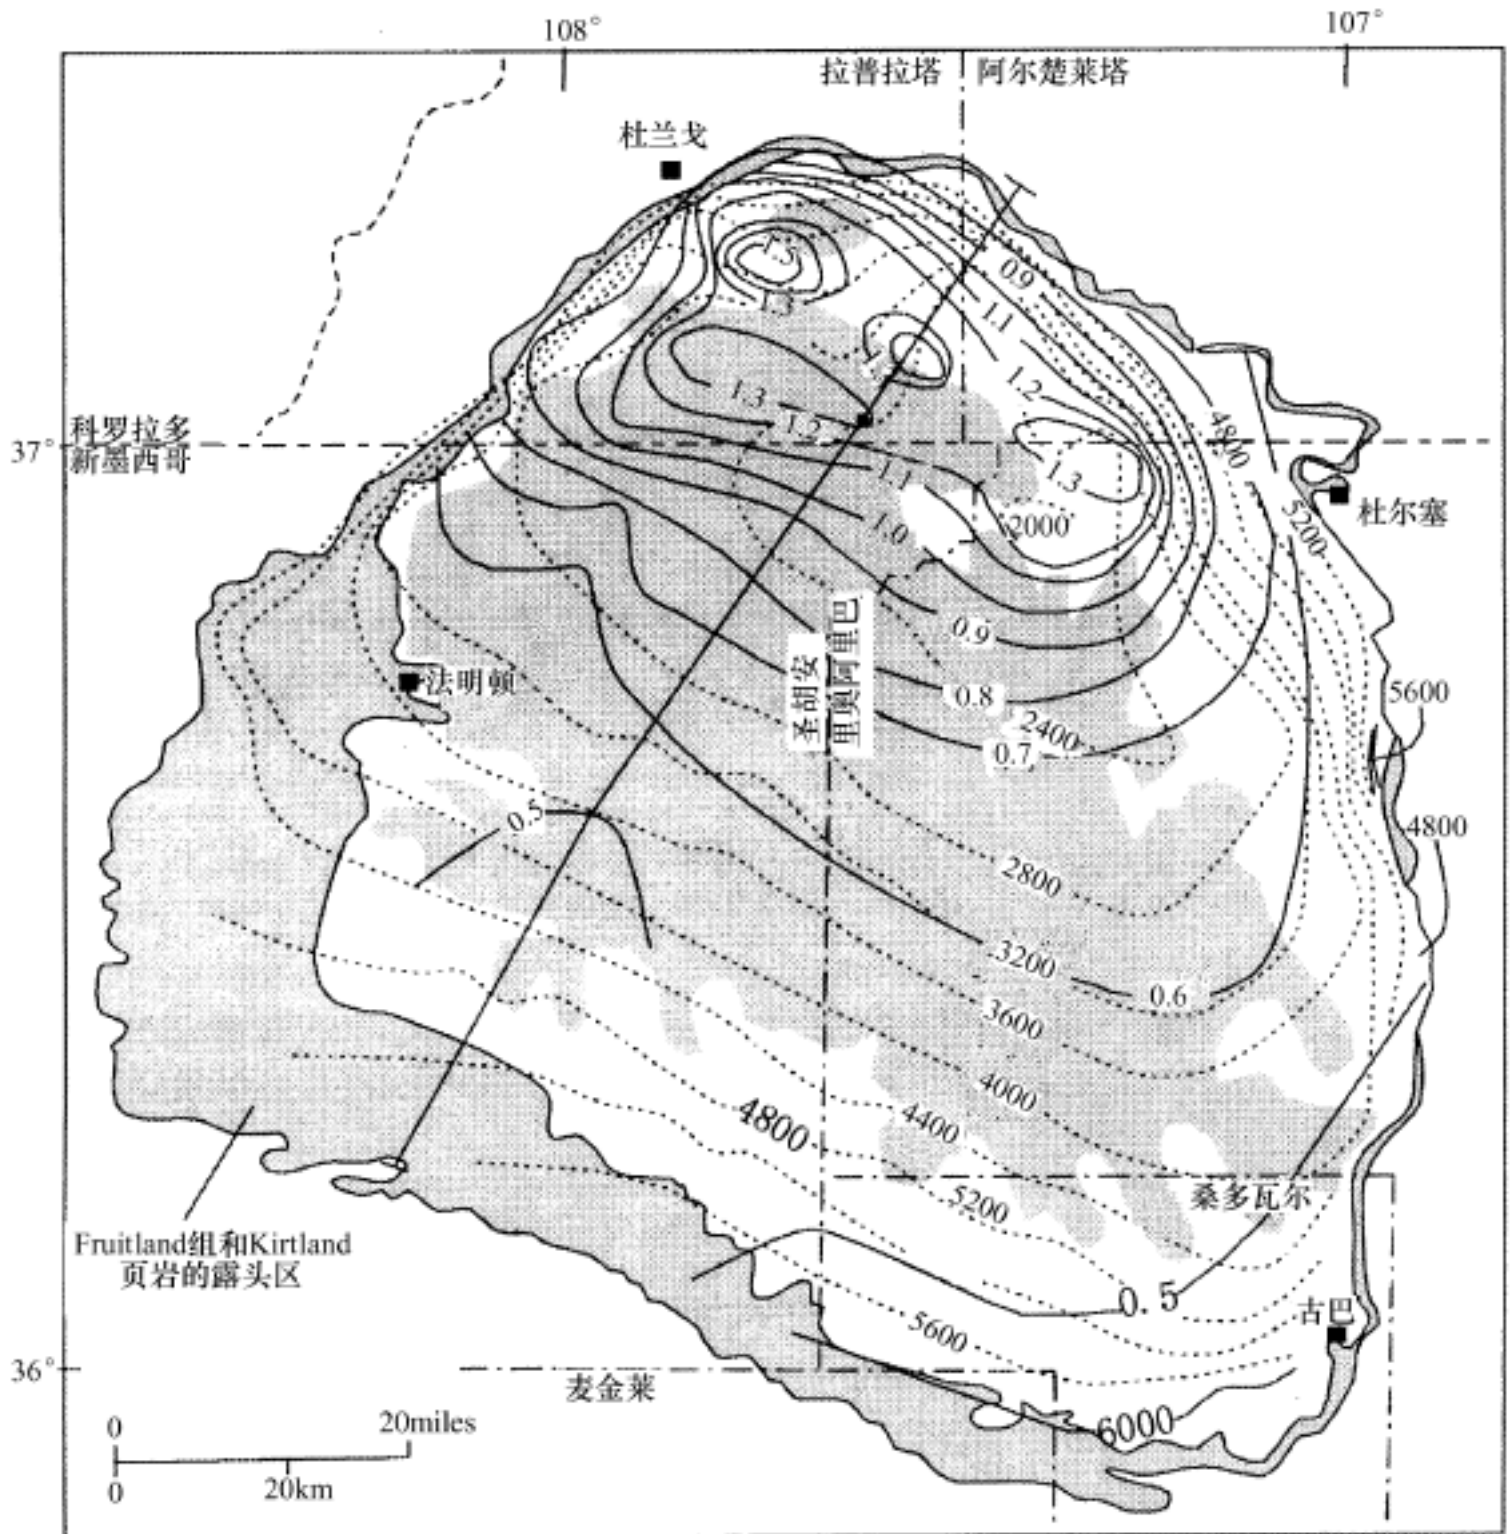 108°
107°
拉普拉塔
阿尔楚莱塔
杜兰戈
1.5
0.9
1.3
1.1
1.2
1.3
1.2
4800
科罗拉多
37°
新墨西哥
1.1
1.3
杜尔塞
1.0
2000
5200
0.9
圣胡安
里奥阿里巴
法明顿
0.8
5600
2400
0.7
0.5
4800
2800
3200
0.6
3600
4000
4800
4400
5200
桑多瓦尔
Fruitland组和Kirtland
页岩的露头区
0.5
古巴
5600
36°
麦金莱
6000
0
20miles
0
20km